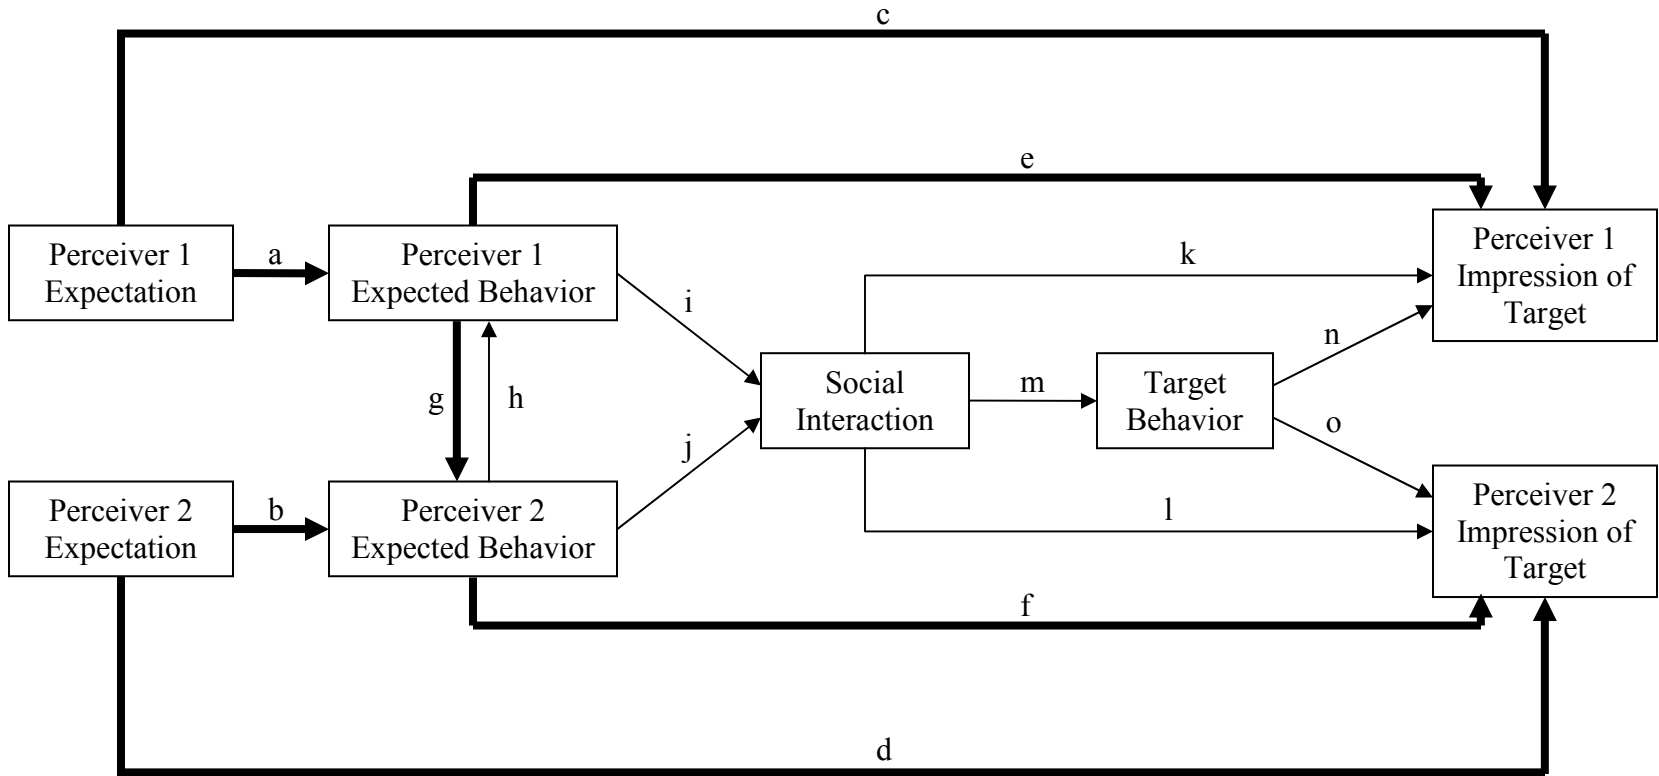 c
e
Perceiver 1
Expectation
a
Perceiver 1
Expected Behavior
k
Perceiver 1
Impression of
Target
i
n
g
h
Social
Interaction
m
Target
Behavior
j
o
Perceiver 2
Expectation
b
Perceiver 2
Expected Behavior
l
Perceiver 2
Impression of
Target
f
d